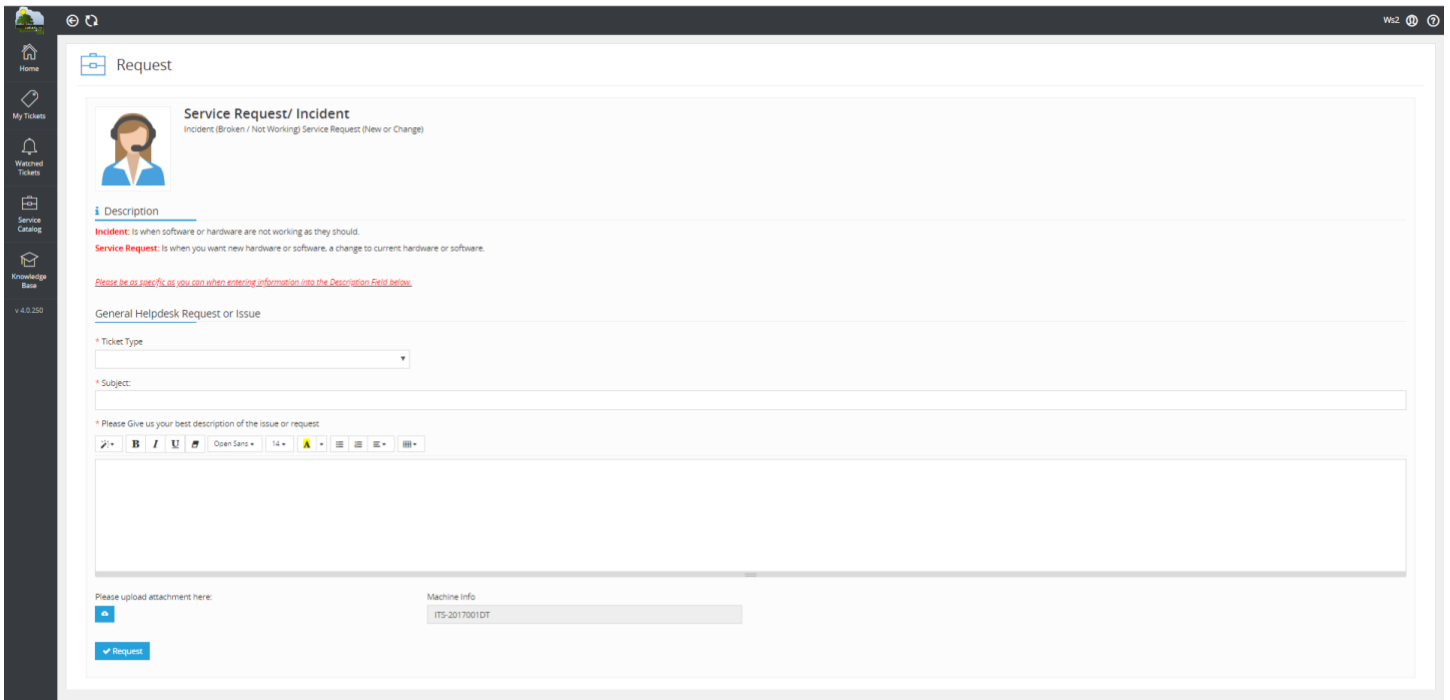 Ws2
Home
My Tickets
Watched
Tickets
Service
Catalog
Knowledge
Base
v 4.0.250
Request
Service Request/ Incident
Incident (Broken / Not Working) Service Request (New or Change)
i Description
Incident: Is when software or hardware are not working as they should.
Service Request: Is when you want new hardware or software, a change to current hardware or software.
Please be as specific as you can when entering information into the Description Field below.
General Helpdesk Request or Issue
* Ticket Type
* Subject:
* Please Give us your best description of the issue or request
B I U Open Sans 14 A
Please upload attachment here:
Machine Info
ITS-2017001DT
Request